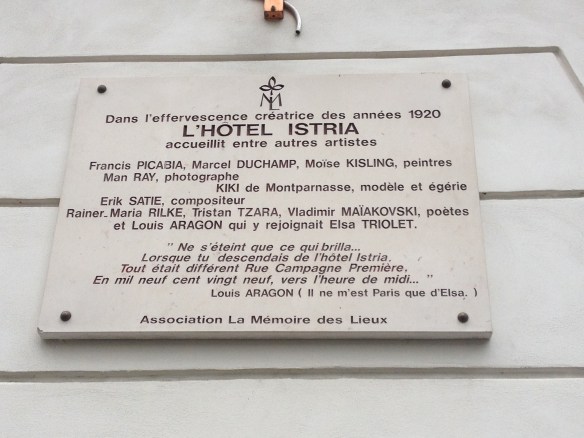 ML
Dans l'effervescence créatrice des années 1920
L'HÔTEL ISTRIA
accueillit entre autres artistes
Francis PICABIA, Marcel DUCHAMP, Moïse KISLING, peintres
Man RAY, photographe
KIKI de Montparnasse, modèle et égérie
Erik SATIE, compositeur
Rainer-Maria RILKE, Tristan TZARA, Vladimir MAÏAKOVSKI, poètes
et Louis ARAGON qui y rejoignait Elsa TRIOLET.
" Ne s'éteint que ce qui brilla...
Lorsque tu descendais de l'hôtel Istria.
Tout était différent Rue Campagne Première.
En mil neuf cent vingt neuf, vers l'heure de midi... "
Louis ARAGON ( Il ne m'est Paris que d'Elsa. )
Association La Mémoire des Lieux